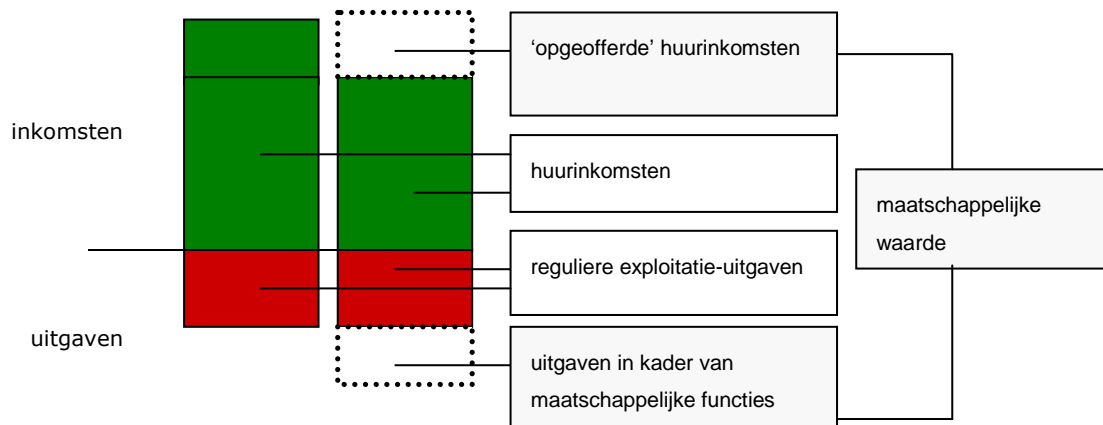 ‘opgeofferde’ huurinkomsten
inkomsten
huurinkomsten
maatschappelijke
waarde
reguliere exploitatie-uitgaven
uitgaven
uitgaven in kader van
maatschappelijke functies